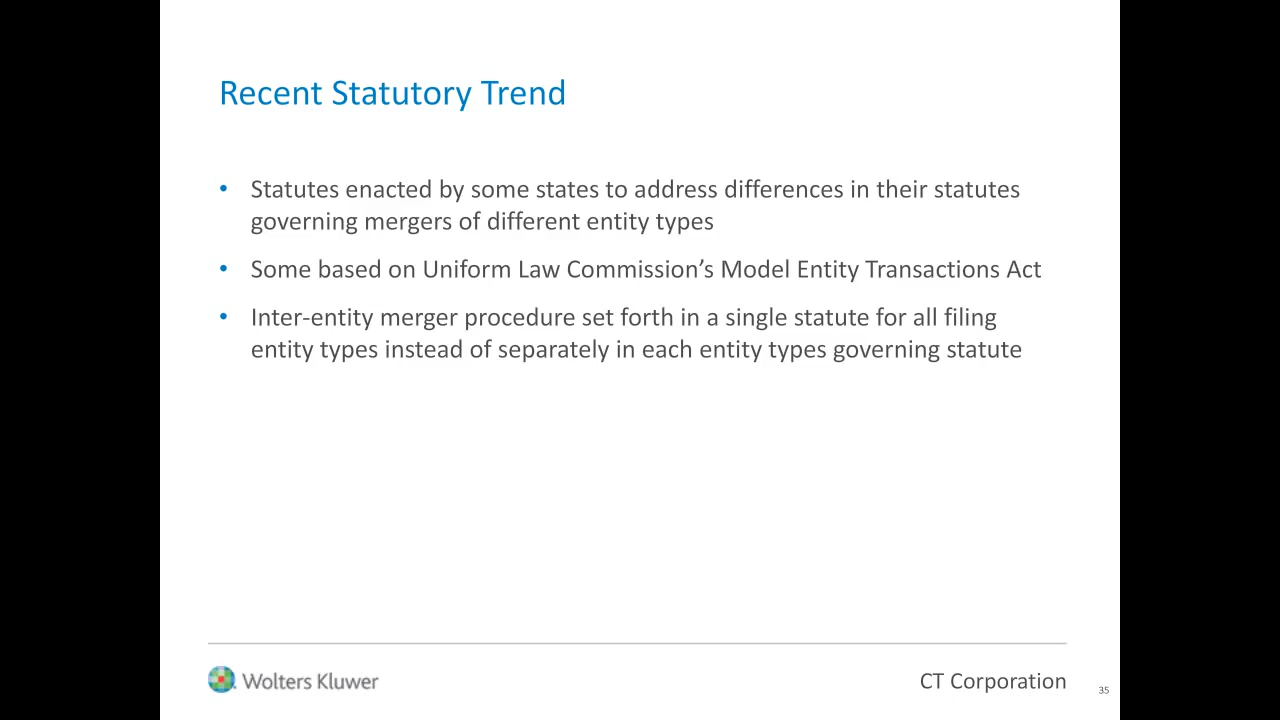 Recent Statutory Trend
• Statutes enacted by some states to address differences in their statutes
governing mergers of different entity types
• Some based on Uniform Law Commission’s Model Entity Transactions Act
• Inter-entity merger procedure set forth in a single statute for all filing
entity types instead of separately in each entity types governing statute
Wolters Kluwer
CT Corporation
35